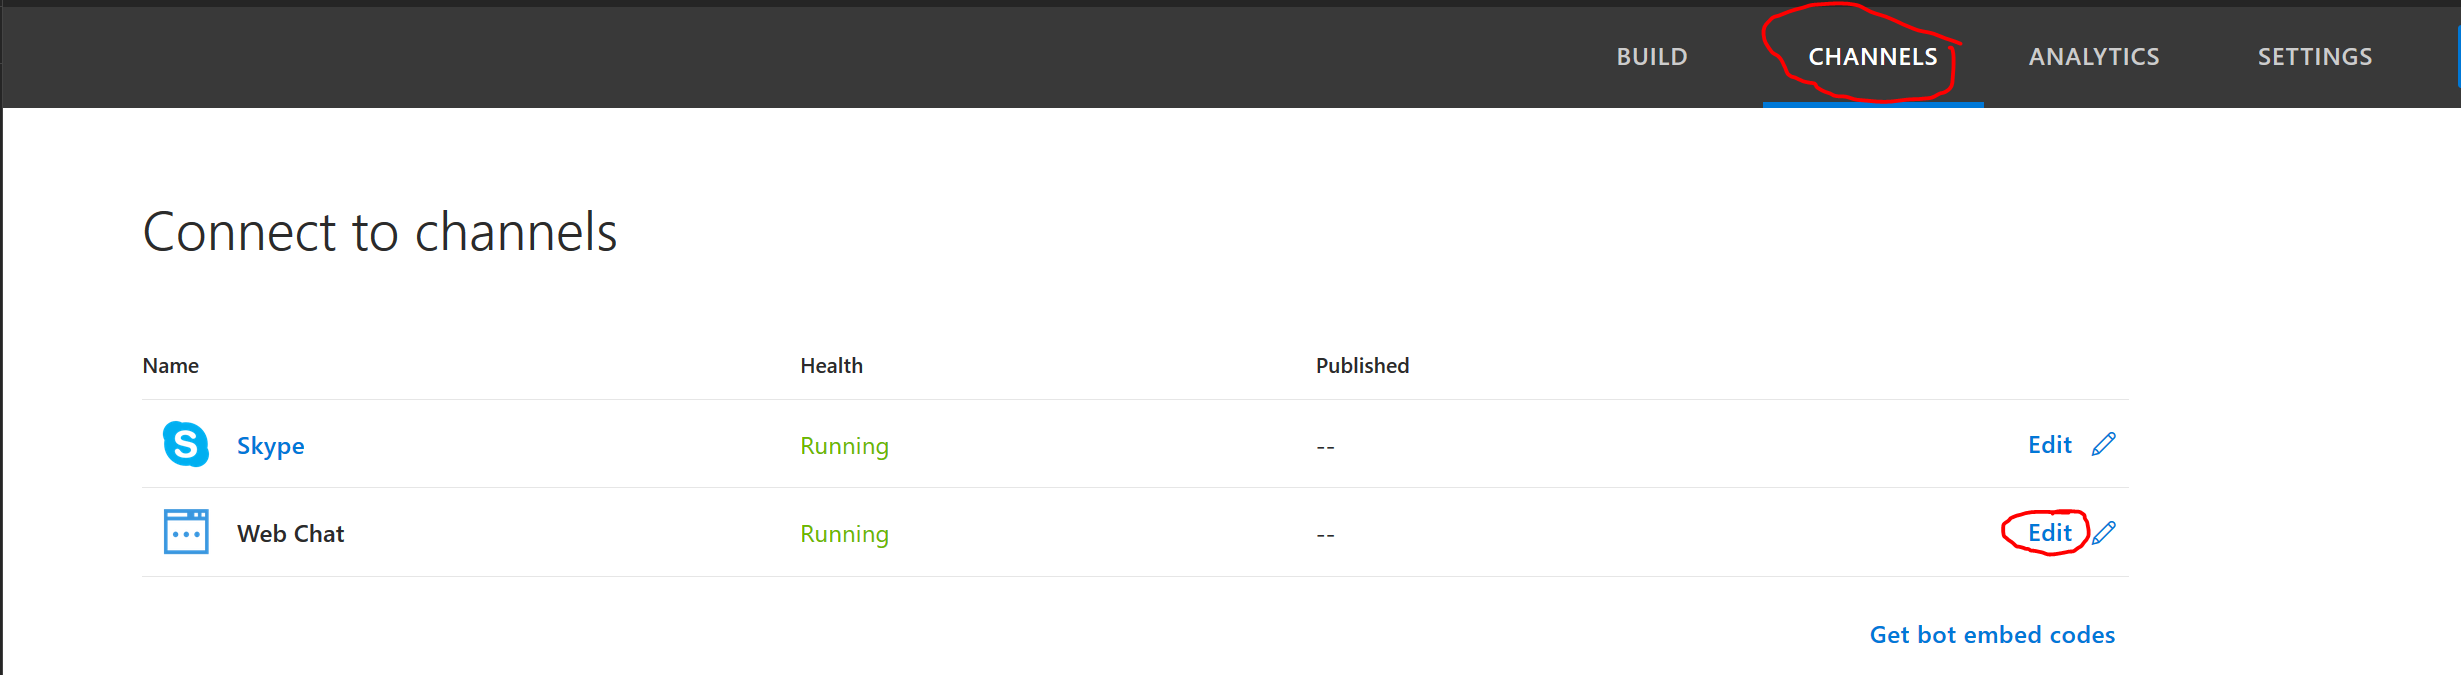 BUILD CHANNELS ANALYTICS SETTINGS
Connect to channels
Name Health Published
Skype Running -- Edit
Web Chat Running -- Edit
Get bot embed codes